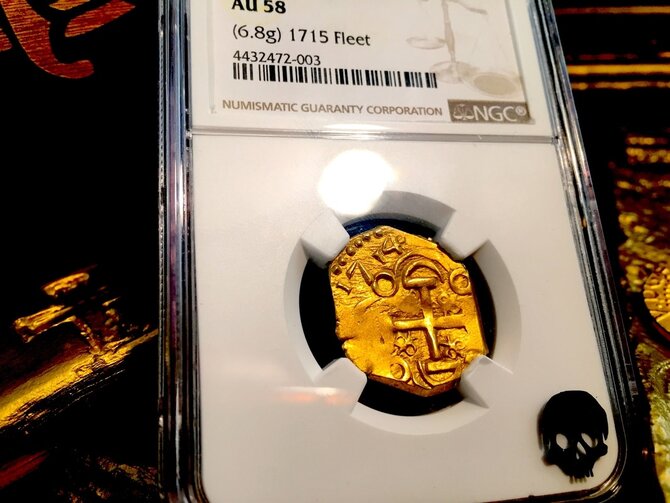 AU 58
(6.8g) 1715 Fleet
4432472-003
NUMISMATIC GUARANTY CORPORATION NGC®